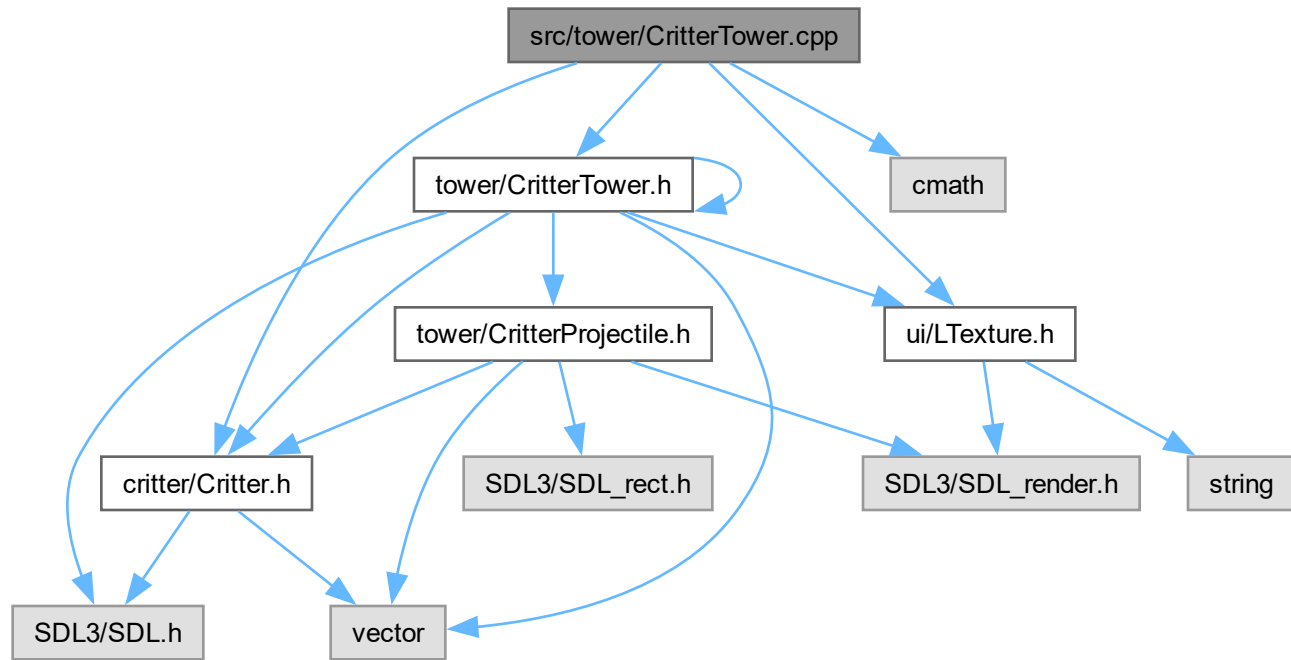 src/tower/CritterTower.cpp
tower/CritterTower.h
cmath
tower/CritterProjectile.h
ui/LTexture.h
critter/Critter.h
SDL3/SDL_rect.h
SDL3/SDL_render.h
string
SDL3/SDL.h
vector